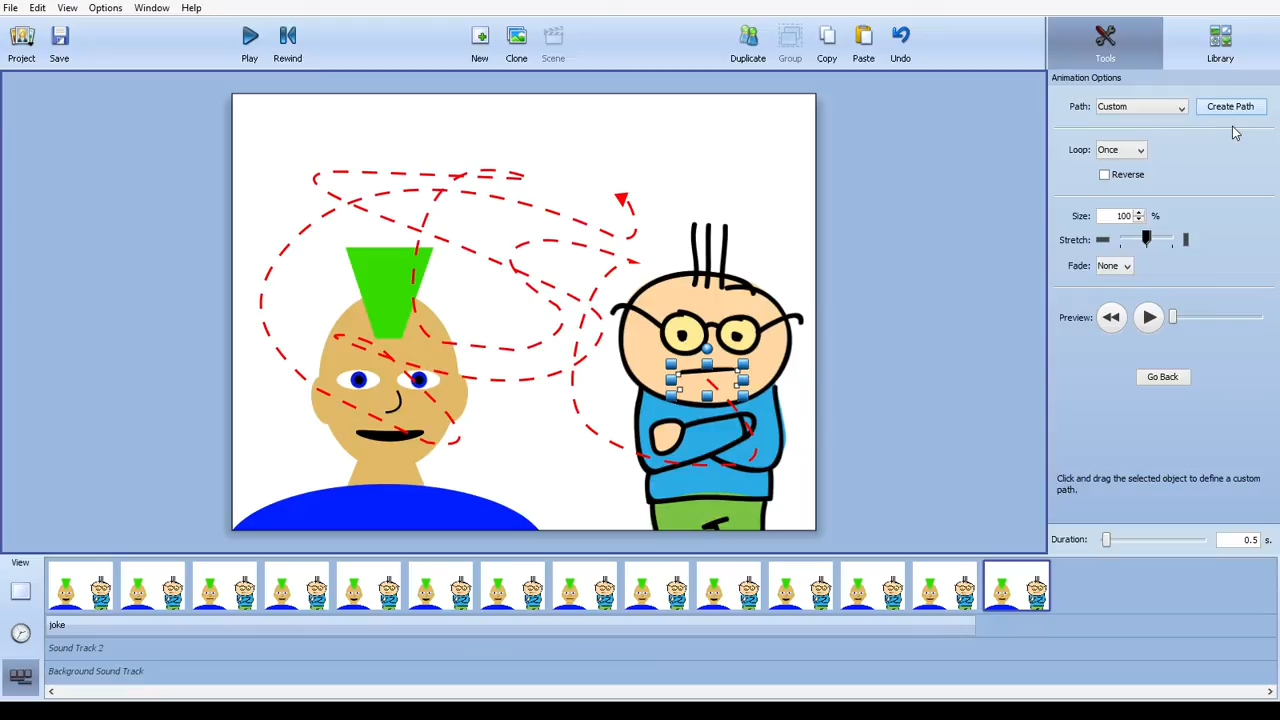 File Edit View Options Window Help
Project Save Play Rewind New Clone Scene Duplicate Group Copy Paste Undo Tools Library
Animation Options
Path: Custom Create Path
Loop: Once
Reverse
Size: 100 %
Stretch:
Fade: None
Preview:
Go Back
Click and drag the selected object to define a custom
path.
Duration: 0.5 s.
View
joke
Sound Track 2
Background Sound Track